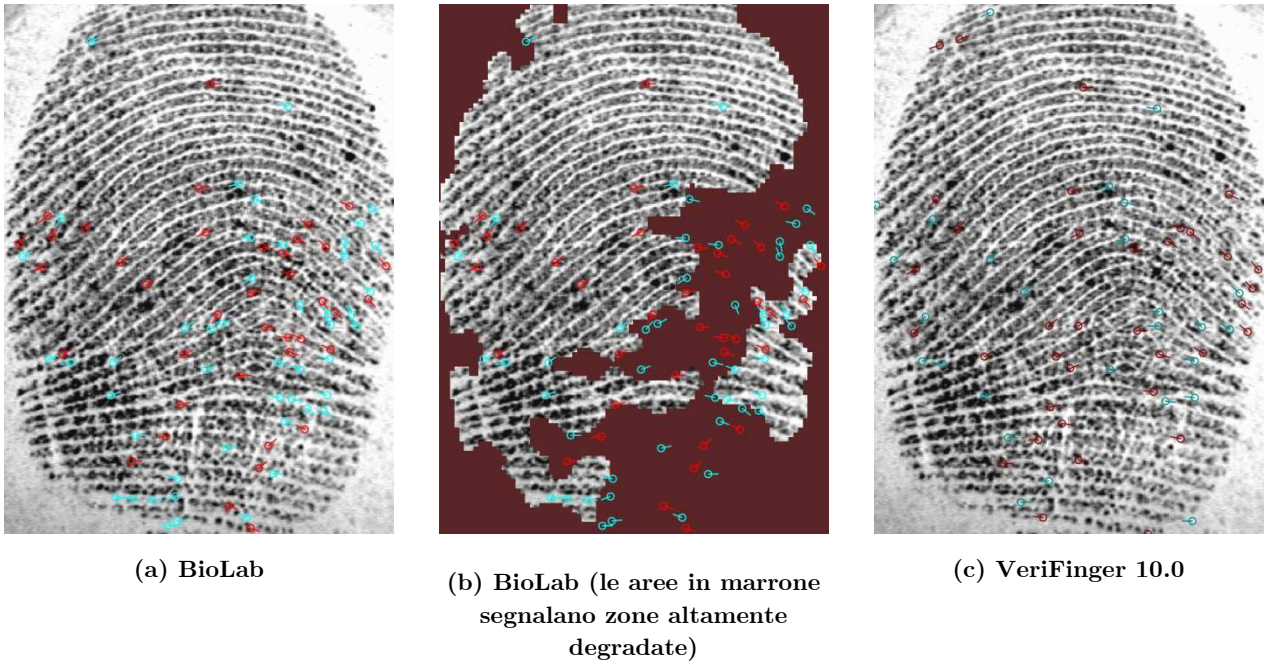 (a) BioLab
(b) BioLab (le aree in marrone
segnalano zone altamente
degradate)
(c) VeriFinger 10.0